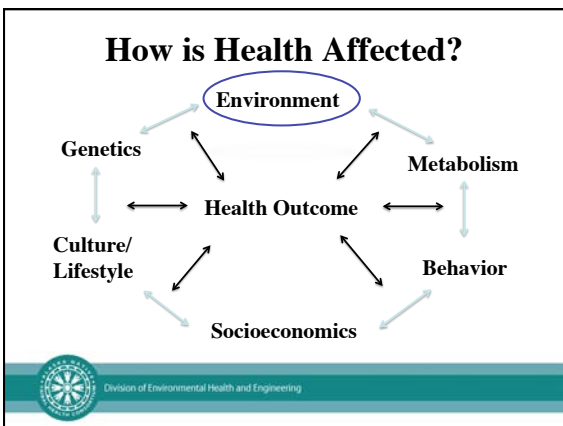 How is Health Affected?
Environment
Genetics
Metabolism
Health Outcome
Culture/
Lifestyle
Behavior
Socioeconomics
Division of Environmental Health and Engineering